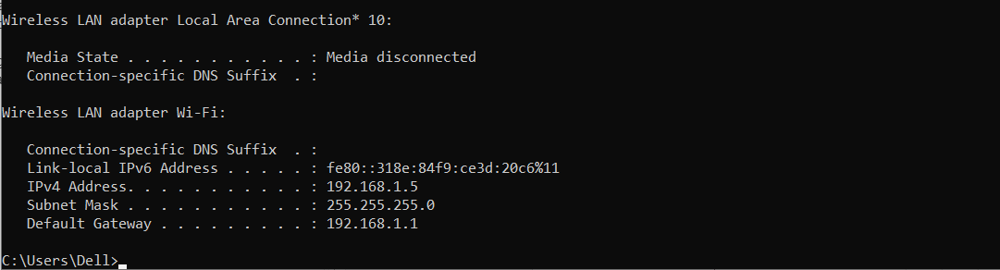 Wireless LAN adapter Local Area Connection* 10:
Media State . . . . . . . . . . . : Media disconnected
Connection-specific DNS Suffix  . :
Wireless LAN adapter Wi-Fi:
Connection-specific DNS Suffix  . :
Link-local IPv6 Address . . . . . : fe80::318e:84f9:ce3d:20c6%11
IPv4 Address. . . . . . . . . . . : 192.168.1.5
Subnet Mask . . . . . . . . . . . : 255.255.255.0
Default Gateway . . . . . . . . . : 192.168.1.1
C:\Users\Dell>